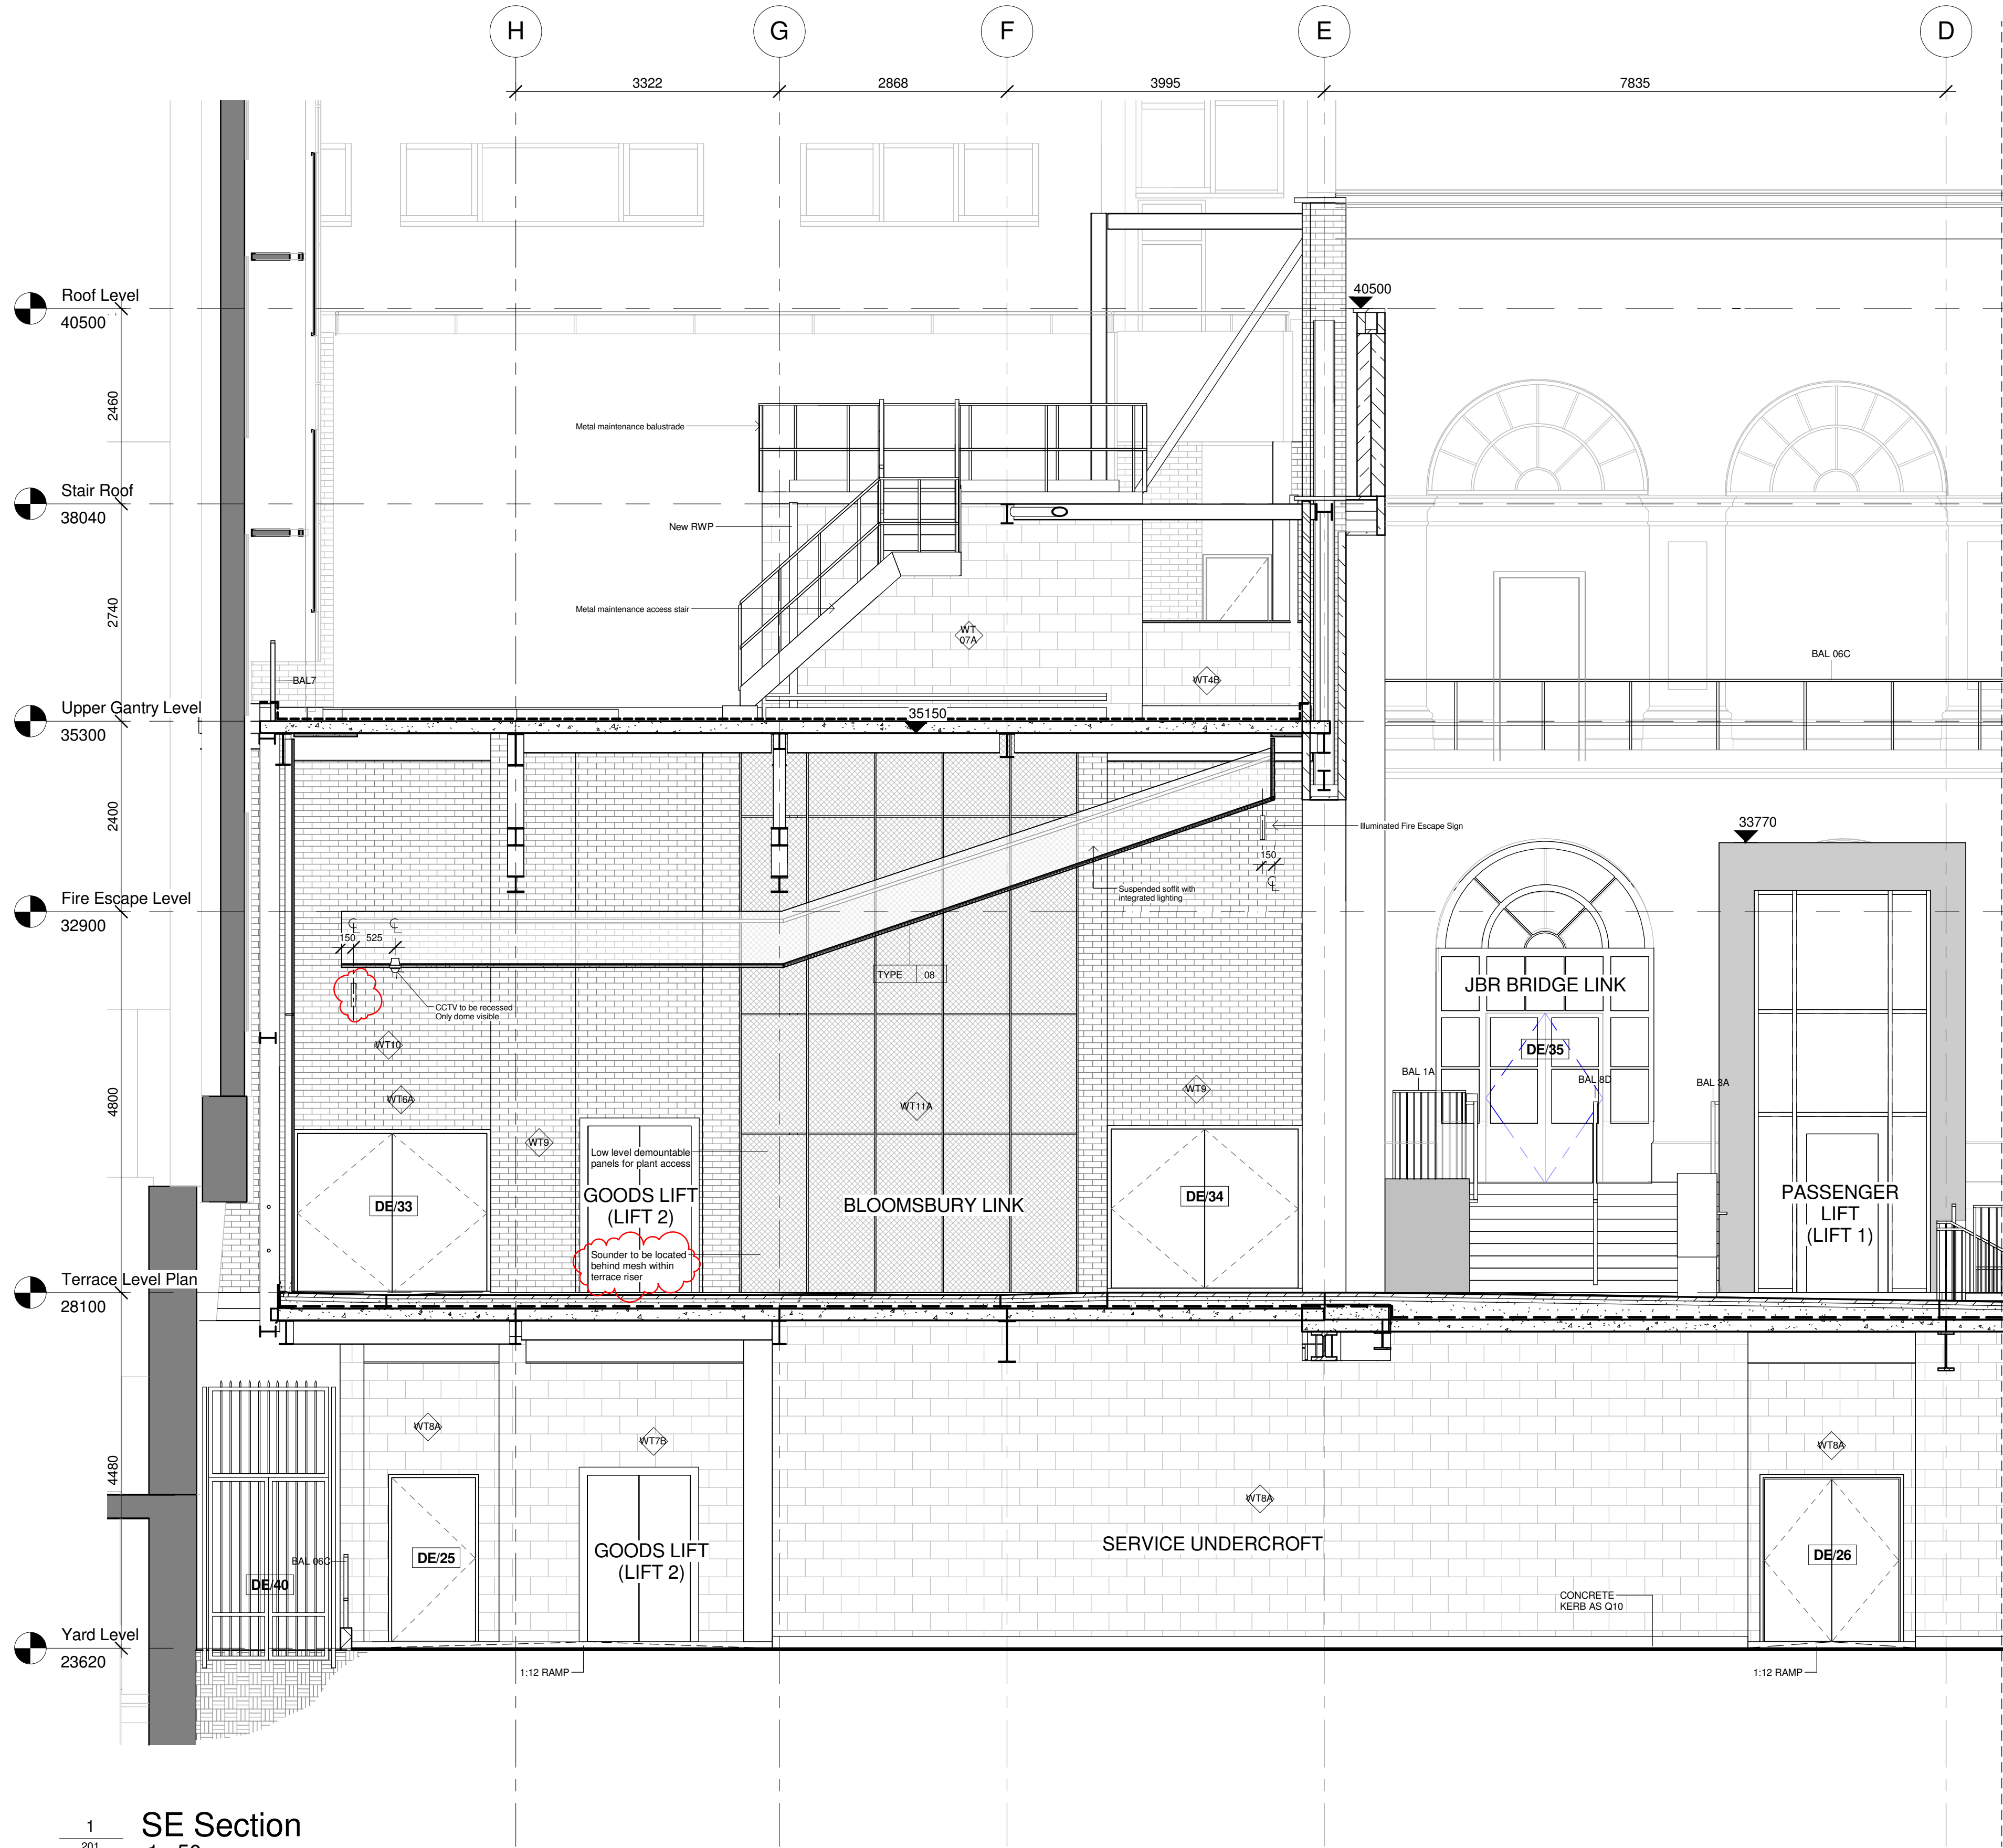 H
G
F
E
D
3322
2868
3995
7835
Roof Level
40500
40500
2460
Metal maintenance balustrade
Stair Roof
38040
New RWP
2740
Metal maintenance access stair
WT
07A
BAL 06C
BAL7
WT4B
Upper Gantry Level
35300
35150
2400
33770
Illuminated Fire Escape Sign
150
Suspended soffit with
integrated lighting
Fire Escape Level
32900
150
525
TYPE 08
JBR BRIDGE LINK
CCTV to be recessed
Only dome visible
WT10
DE/35
BAL 1A
BAL 8D
BAL 3A
4800
WT6A
WT9
WT11A
WT9
Low level demountable
panels for plant access
DE/33
GOODS LIFT
(LIFT 2)
BLOOMSBURY LINK
DE/34
PASSENGER
LIFT
(LIFT 1)
Sounder to be located
behind mesh within
terrace riser
Terrace Level Plan
28100
WT8A
WT7B
WT8A
4480
WT8A
SERVICE UNDERCROFT
GOODS LIFT
(LIFT 2)
DE/25
DE/26
BAL 06C
DE/40
CONCRETE
KERB AS Q10
Yard Level
23620
1:12 RAMP
1:12 RAMP
1
SE Section
201
1 : 50